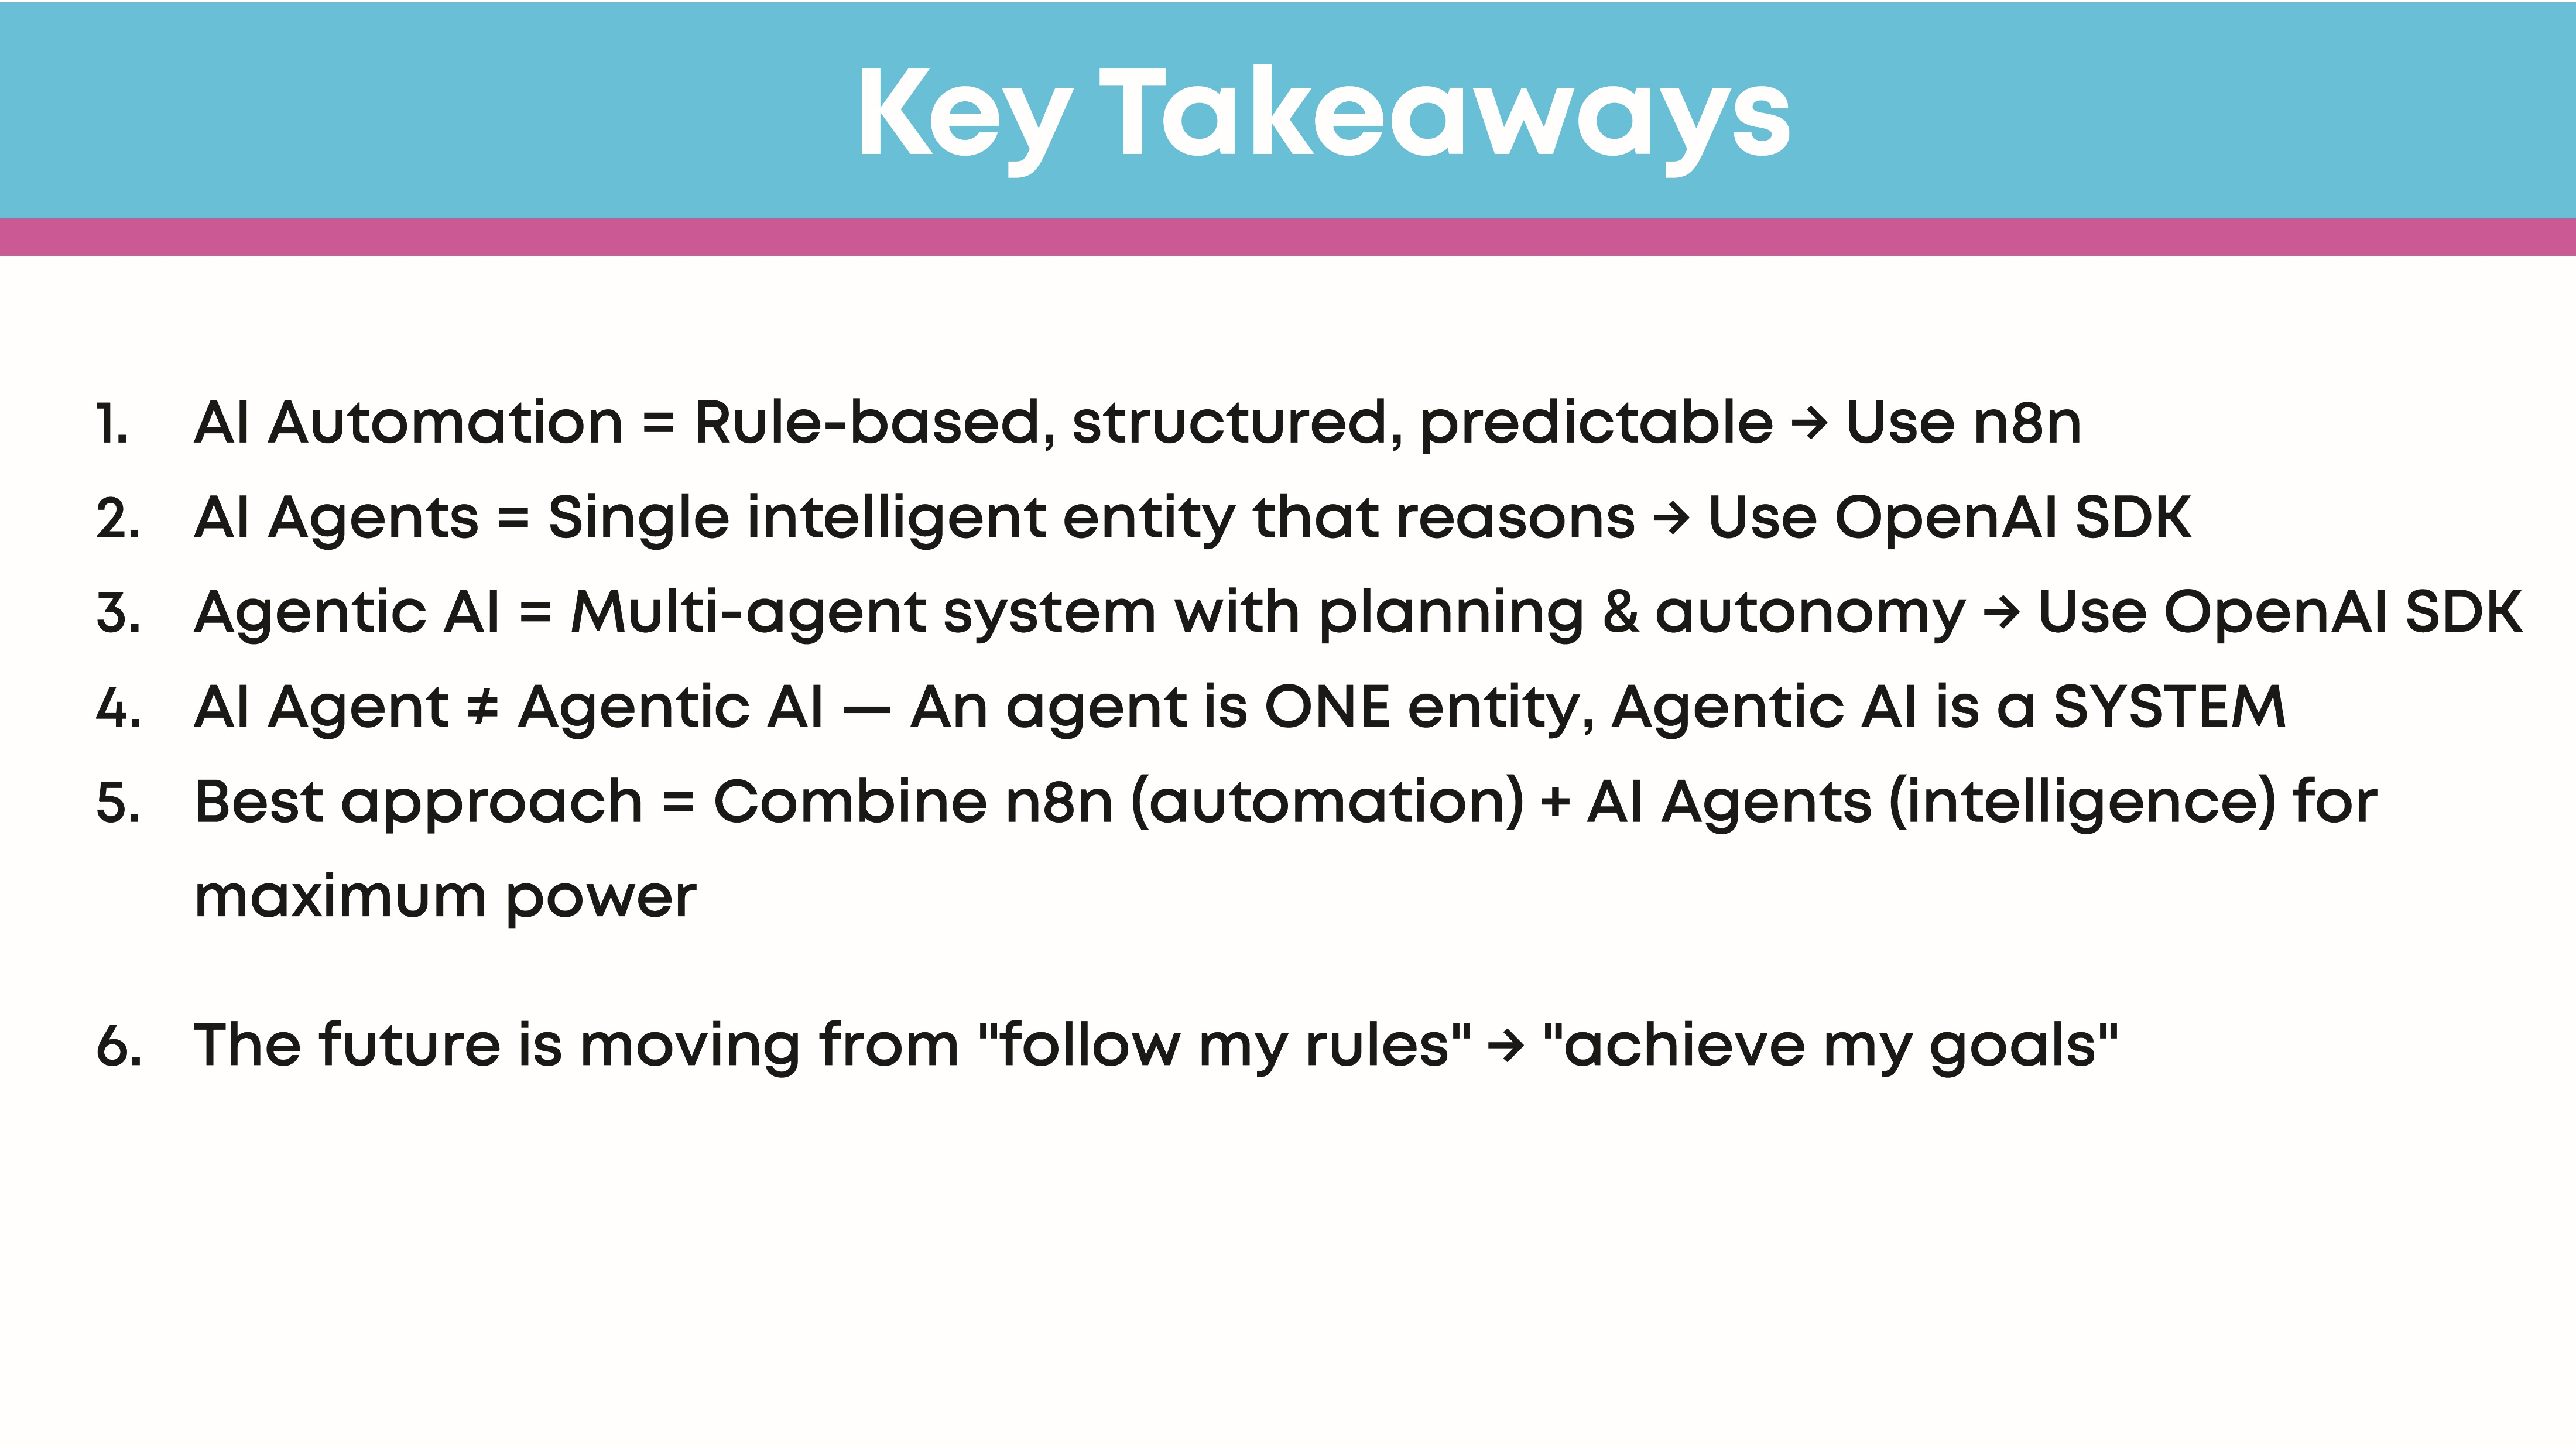 Key Takeaways
1. AI Automation = Rule-based, structured, predictable → Use n8n
2. AI Agents = Single intelligent entity that reasons → Use OpenAI SDK
3. Agentic AI = Multi-agent system with planning & autonomy → Use OpenAI SDK
4. AI Agent ≠ Agentic AI — An agent is ONE entity, Agentic AI is a SYSTEM
5. Best approach = Combine n8n (automation) + AI Agents (intelligence) for
maximum power
6. The future is moving from "follow my rules" → "achieve my goals"